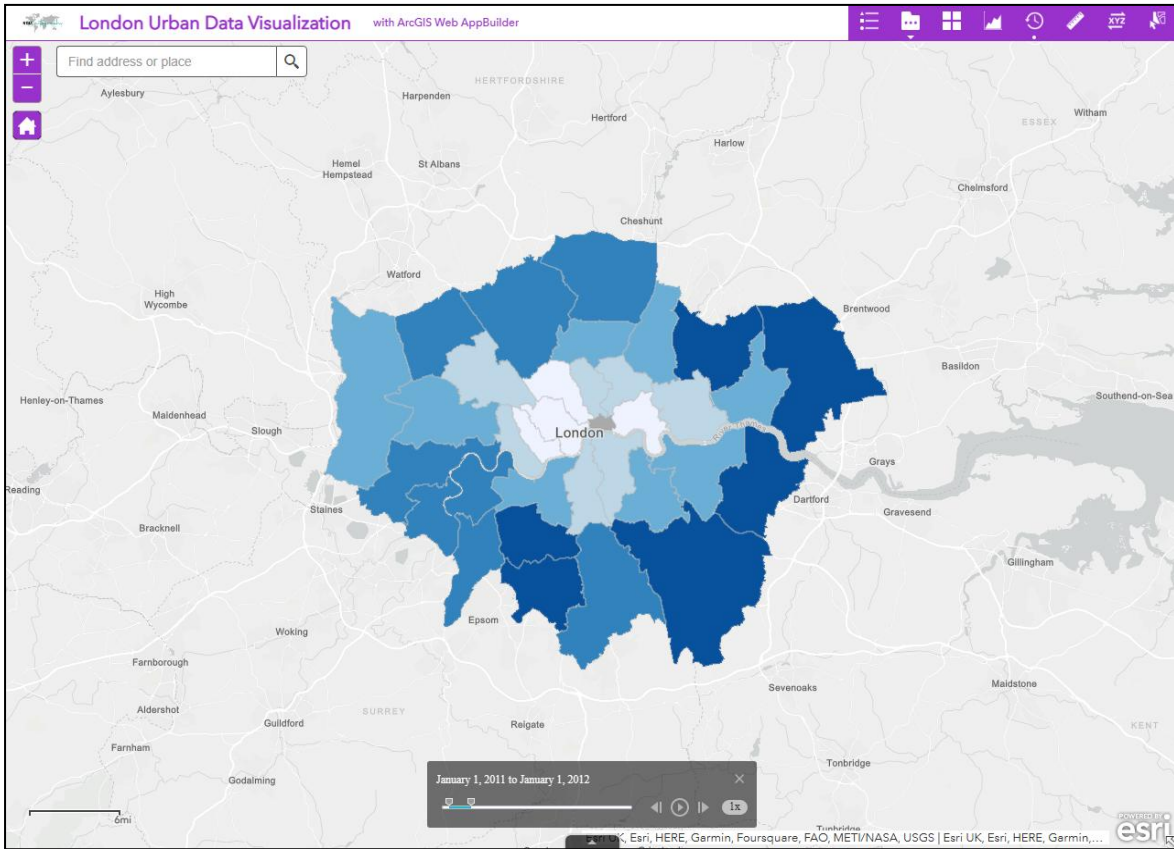 London Urban Data Visualization with ArcGIS Web AppBuilder
XYZ
+
Find address or place
−
HERTFORDSHIRE
Aylesbury
Harpenden
Hertford
Witham
ESSEX
Harlow
Hemel
Hempstead
St Albans
Chelmsford
Cheshunt
Watford
High
Wycombe
Brentwood
Basildon
Henley-on-Thames
Maidenhead
Southend-on-Sea
Slough
London
Grays
Reading
Dartford
Staines
Gravesend
Bracknell
Gillingham
Epsom
Woking
Farnborough
Sevenoaks
Maidstone
Aldershot
SURREY
Guildford
Reigate
KENT
Farnham
Tonbridge
Godalming
January 1, 2011 to January 1, 2012
1x
6mi
POWERED BY
esri
Esri UK, Esri, HERE, Garmin, Foursquare, FAO, METI/NASA, USGS | Esri UK, Esri, HERE, Garmin,...